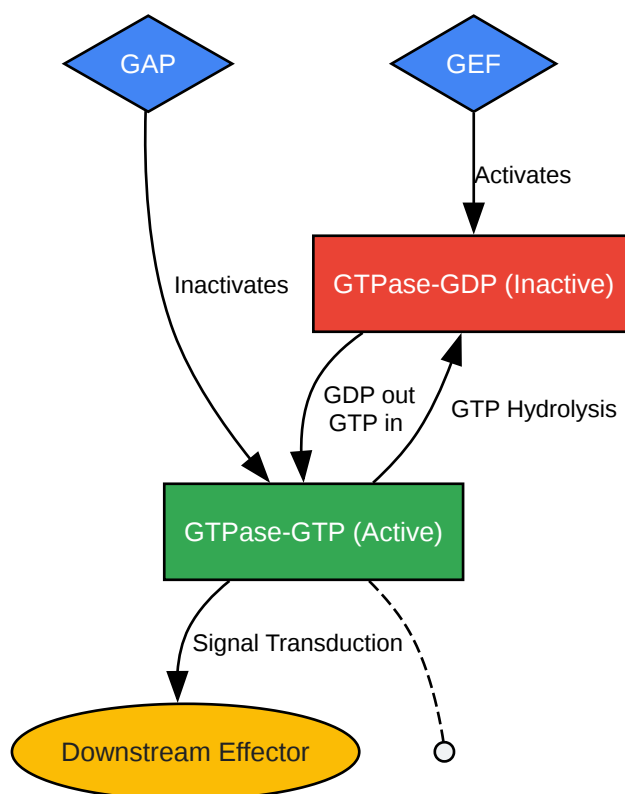 GAP
GEF
Activates
Inactivates
GTPase-GDP (Inactive)
GDP out
GTP in
GTP Hydrolysis
GTPase-GTP (Active)
Signal Transduction
Downstream Effector